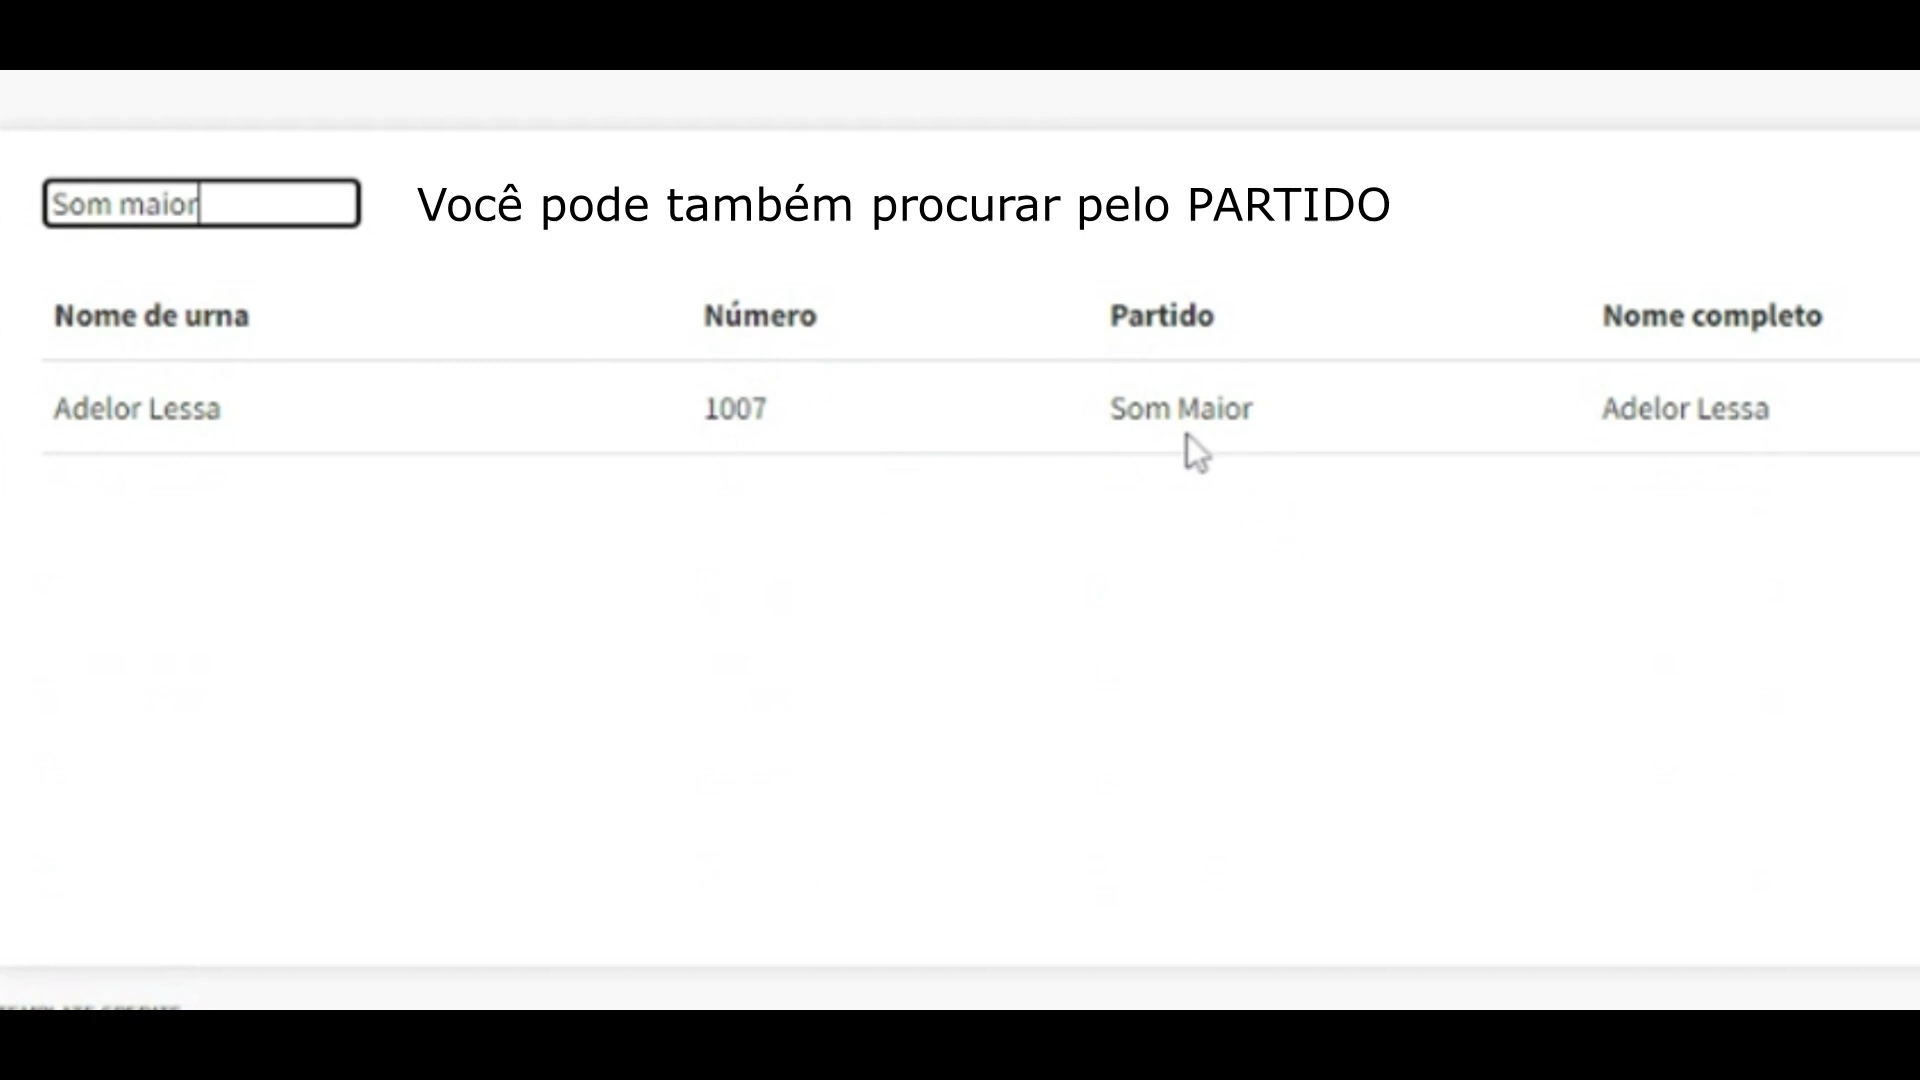 Som maior
Você pode também procurar pelo PARTIDO
Nome de urna Número Partido Nome completo
Adelor Lessa 1007 Som Maior Adelor Lessa